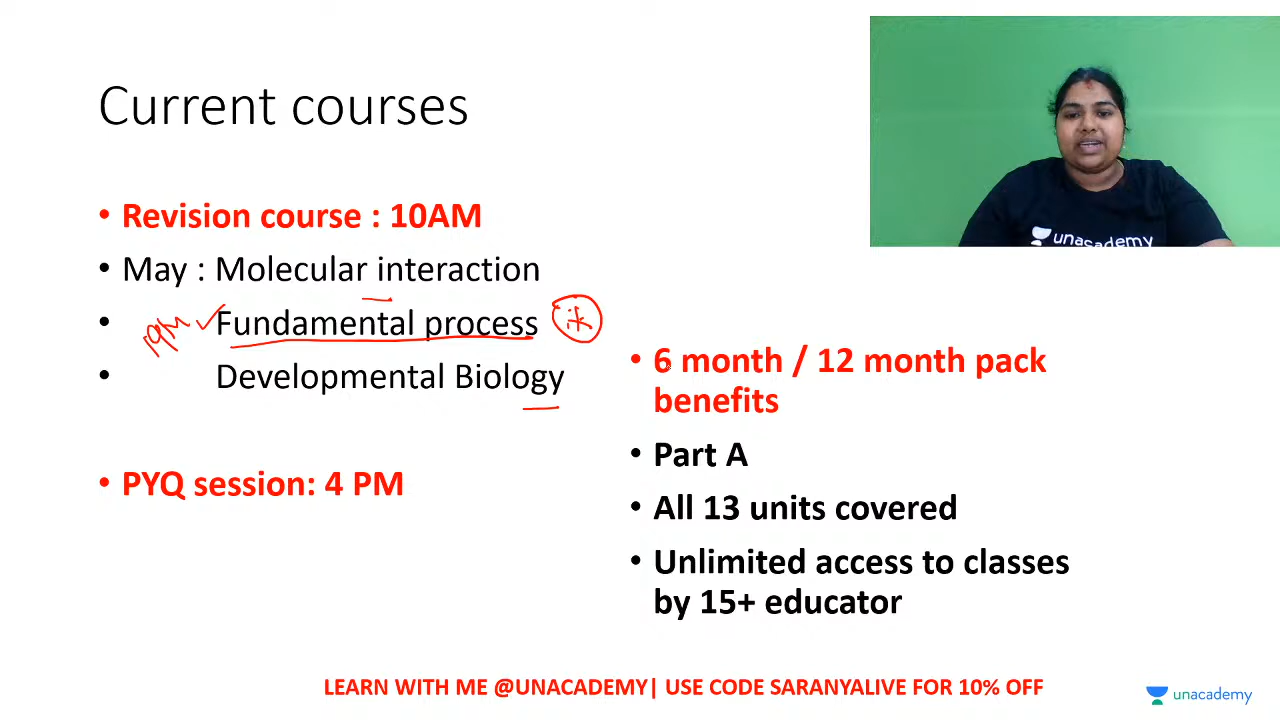 Current courses
• Revision course : 10AM
• May : Molecular interaction
• 19M ✓ Fundamental process
• Developmental Biology
• PYQ session: 4 PM
unacademy
• 6 month / 12 month pack
benefits
• Part A
• All 13 units covered
• Unlimited access to classes
by 15+ educator
LEARN WITH ME @UNACADEMY| USE CODE SARANYALIVE FOR 10% OFF
unacademy